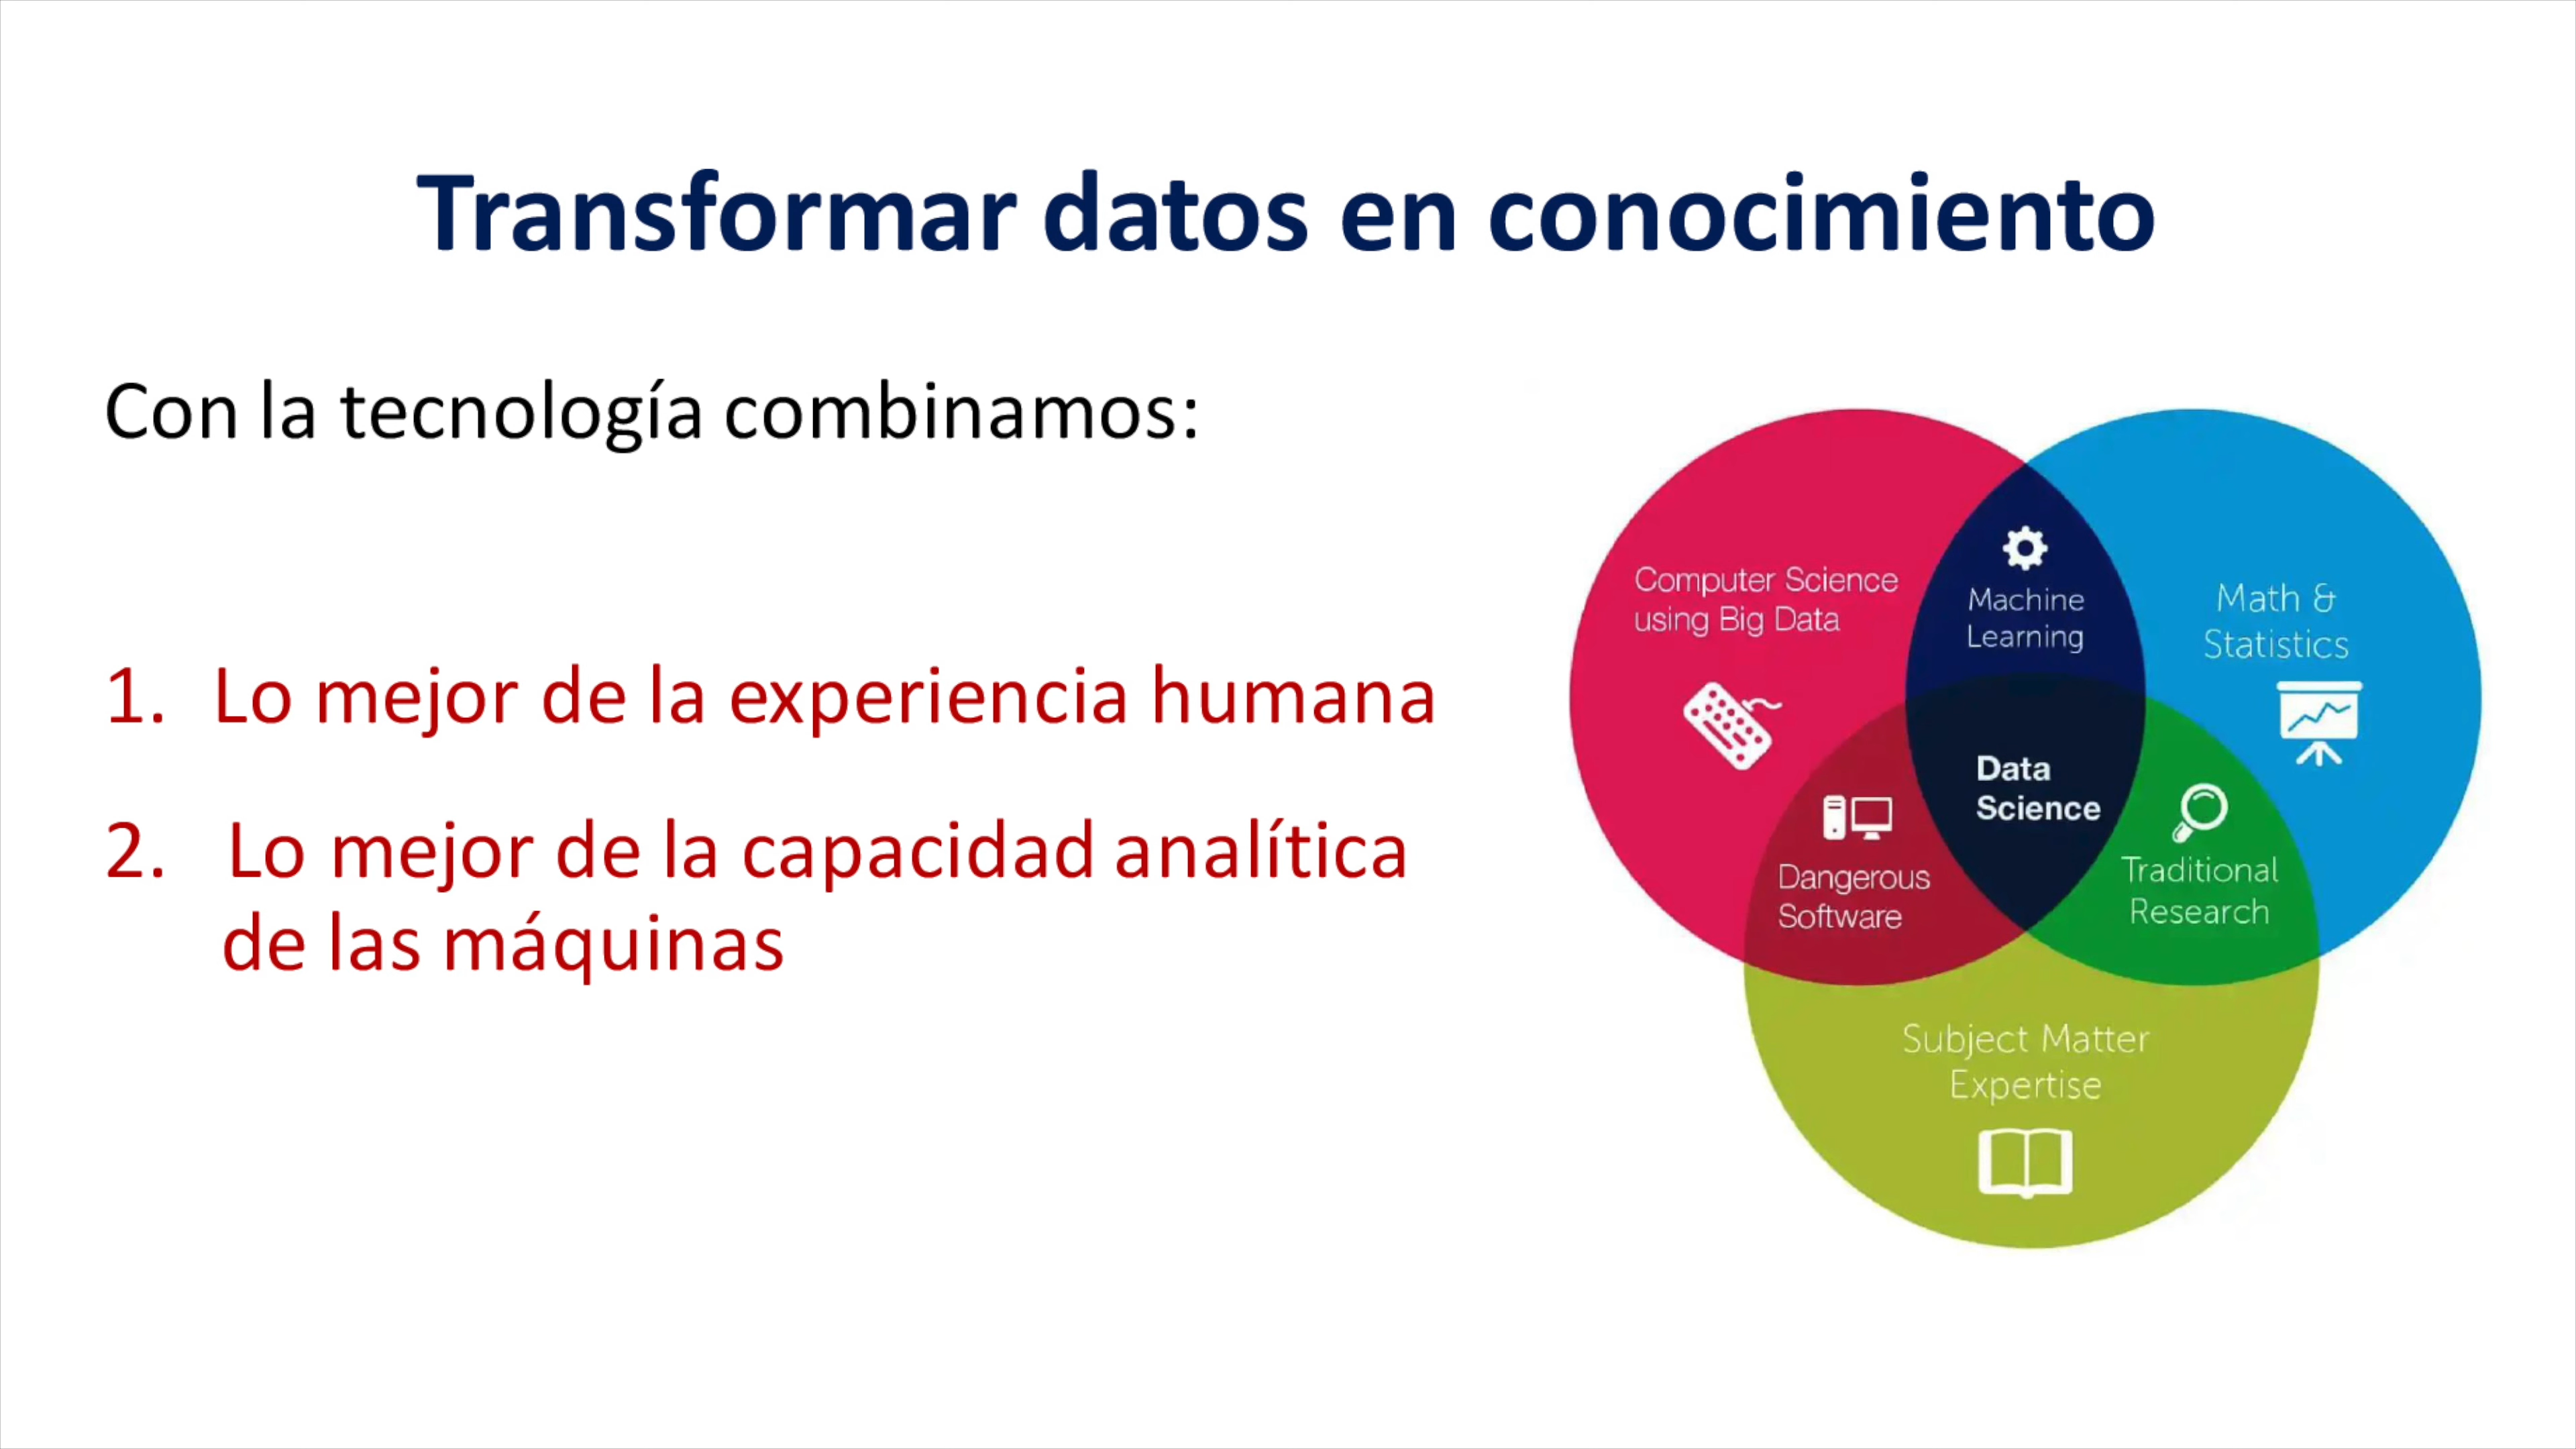 Transformar datos en conocimiento
Con la tecnología combinamos:
1. Lo mejor de la experiencia humana
2. Lo mejor de la capacidad analítica
de las máquinas
Computer Science
using Big Data
Machine
Learning
Math &
Statistics
Data
Science
Dangerous
Software
Traditional
Research
Subject Matter
Expertise